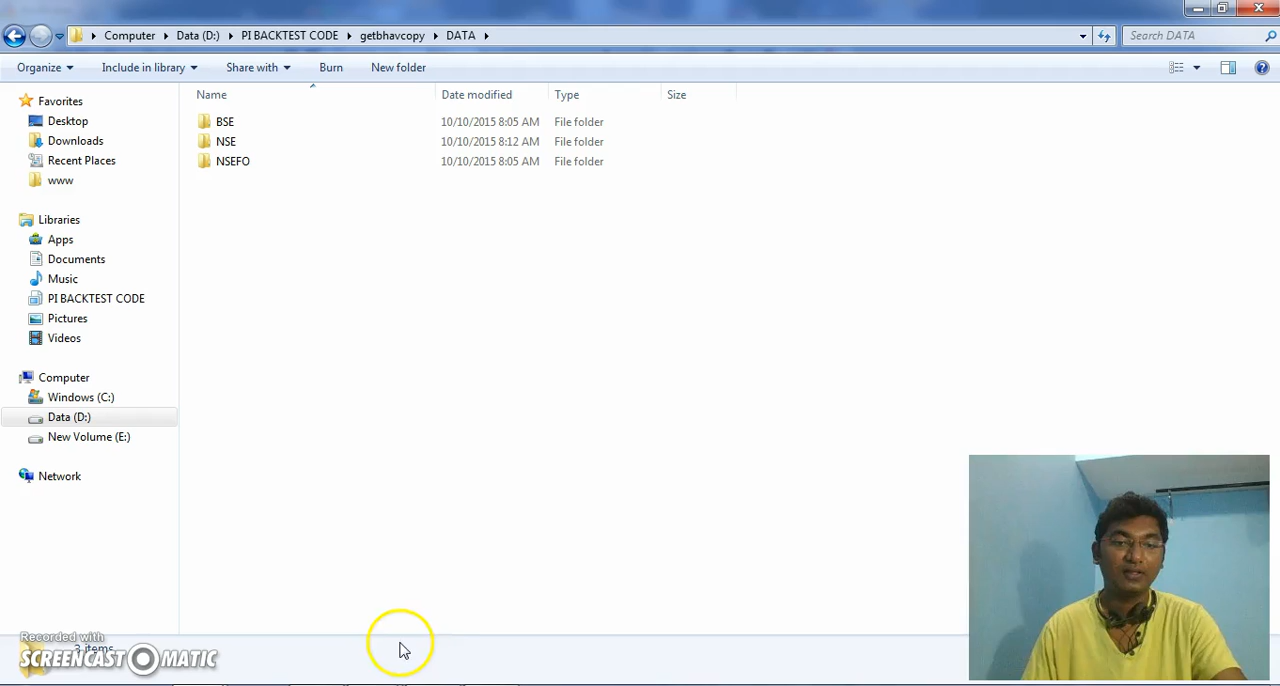 Computer Data (D:) PI BACKTEST CODE getbhavcopy DATA Search DATA
Organize Include in library Share with Burn New folder
Name Date modified Type Size
BSE 10/10/2015 8:05 AM File folder
NSE 10/10/2015 8:12 AM File folder
NSEFO 10/10/2015 8:05 AM File folder
Favorites
Desktop
Downloads
Recent Places
www
Libraries
Apps
Documents
Music
PI BACKTEST CODE
Pictures
Videos
Computer
Windows (C:)
Data (D:)
New Volume (E:)
Network
3 items
Recorded with
SCREENCAST MATIC